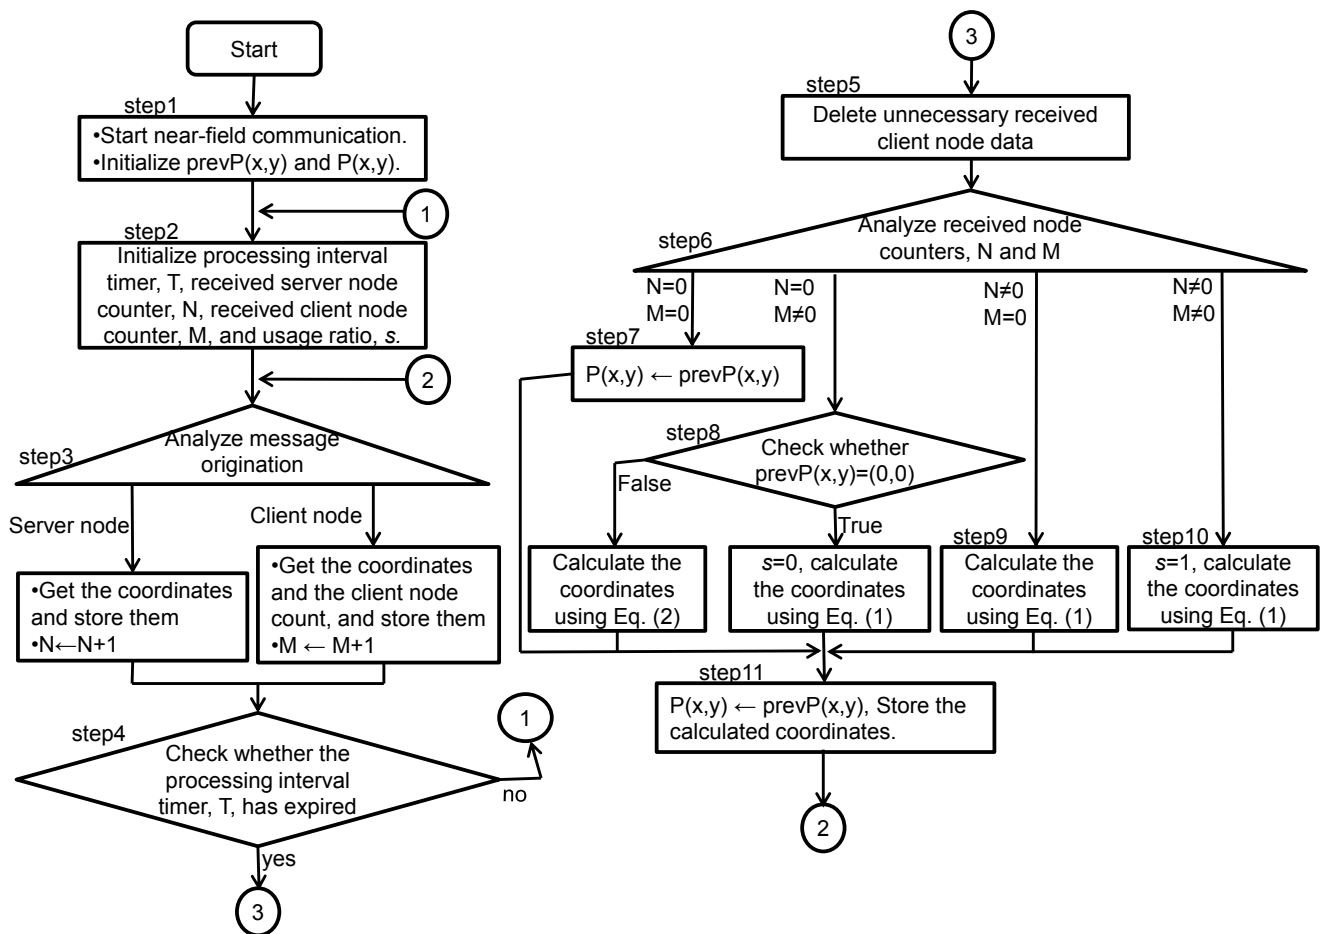 Start
step1
•Start near-field communication.
•Initialize prevP(x,y) and P(x,y).
1
step2
Initialize processing interval
timer, T, received server node
counter, N, received client node
counter, M, and usage ratio, s.
2
Analyze message
origination
step3
Server node
Client node
•Get the coordinates
and store them
•N←N+1
•Get the coordinates
and the client node
count, and store them
•M ← M+1
step4
Check whether the
processing interval
timer, T, has expired
1
no
yes
3
3
step5
Delete unnecessary received
client node data
step6
Analyze received node
counters, N and M
N=0
M=0
N=0
M≠0
N≠0
M=0
N≠0
M≠0
step7
P(x,y) ← prevP(x,y)
step8
Check whether
prevP(x,y)=(0,0)
False
True
Calculate the
coordinates
using Eq. (2)
s=0, calculate
the coordinates
using Eq. (1)
step9
Calculate the
coordinates
using Eq. (1)
step10
s=1, calculate
the coordinates
using Eq. (1)
step11
P(x,y) ← prevP(x,y), Store the
calculated coordinates.
2